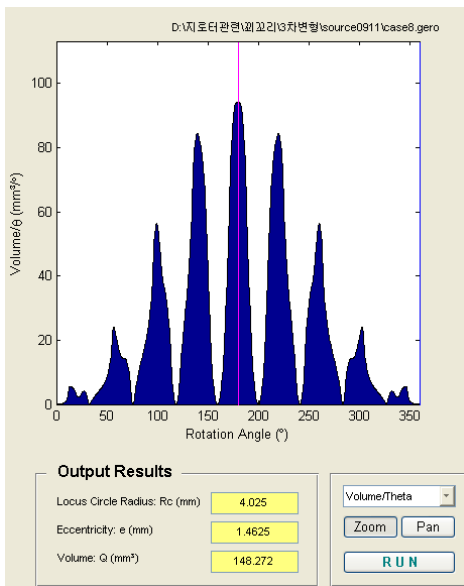 D:\지로터관련\꾀꼬리\3차변형\source0911\case8.gero
100
80
60
40
20
0
Volume/θ (mm³/°)
0 50 100 150 200 250 300 350
Rotation Angle (°)
Output Results
Locus Circle Radius: Rc (mm) 4.025
Eccentricity: e (mm) 1.4625
Volume: Q (mm³) 148.272
Volume/Theta
Zoom Pan
RUN